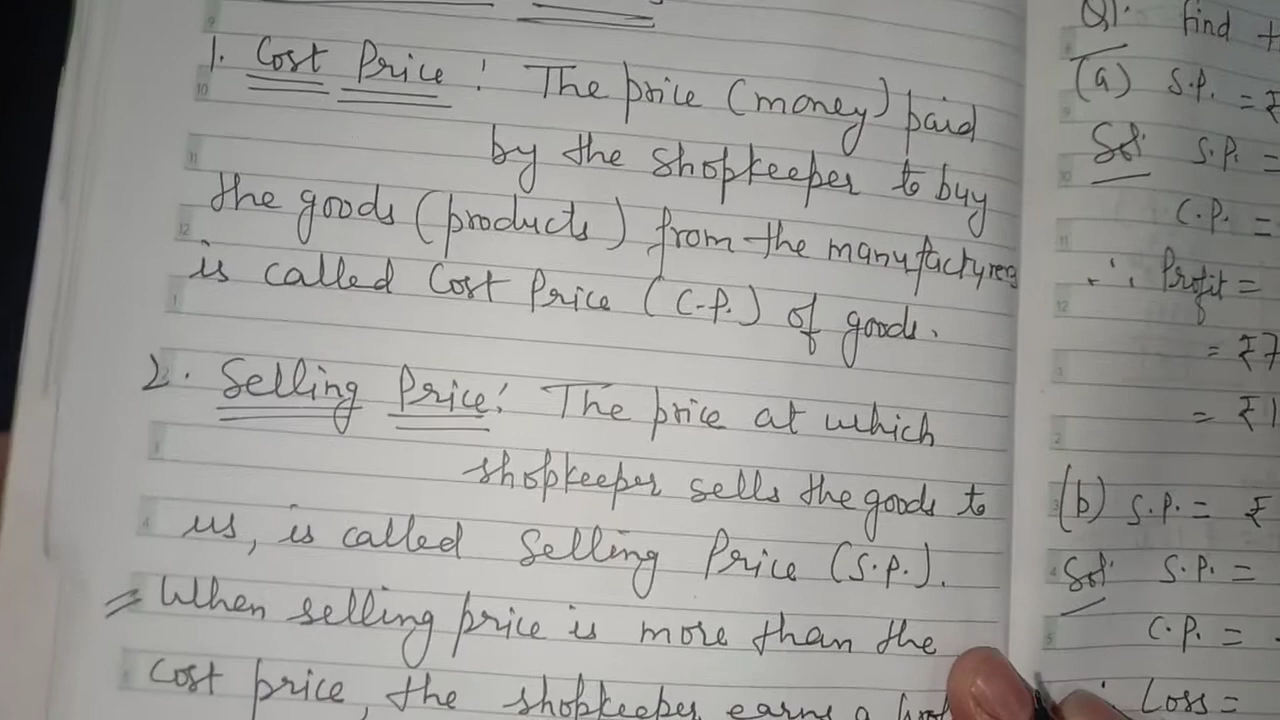 1. Cost Price : The price (money) paid
by the shopkeeper to buy
the goods (products) from the manufacturers
is called Cost Price (C.P.) of goods.
2. Selling Price : The price at which
shopkeeper sells the goods to
us, is called Selling Price (S.P.).
When selling price is more than the
cost price, the shopkeeper earns a
Q1. Find
(a) S.P. = ₹
Sol. S.P. =
C.P. =
∴ Profit =
= ₹7
= ₹1
(b) S.P. = ₹
Sol. S.P. =
C.P. =
Loss =